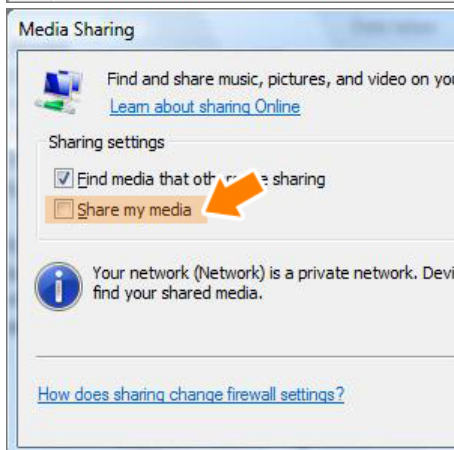 Media Sharing
Find and share music, pictures, and video on you
Learn about sharing Online
Sharing settings
Find media that others are sharing
Share my media
Your network (Network) is a private network. Devi
find your shared media.
How does sharing change firewall settings?